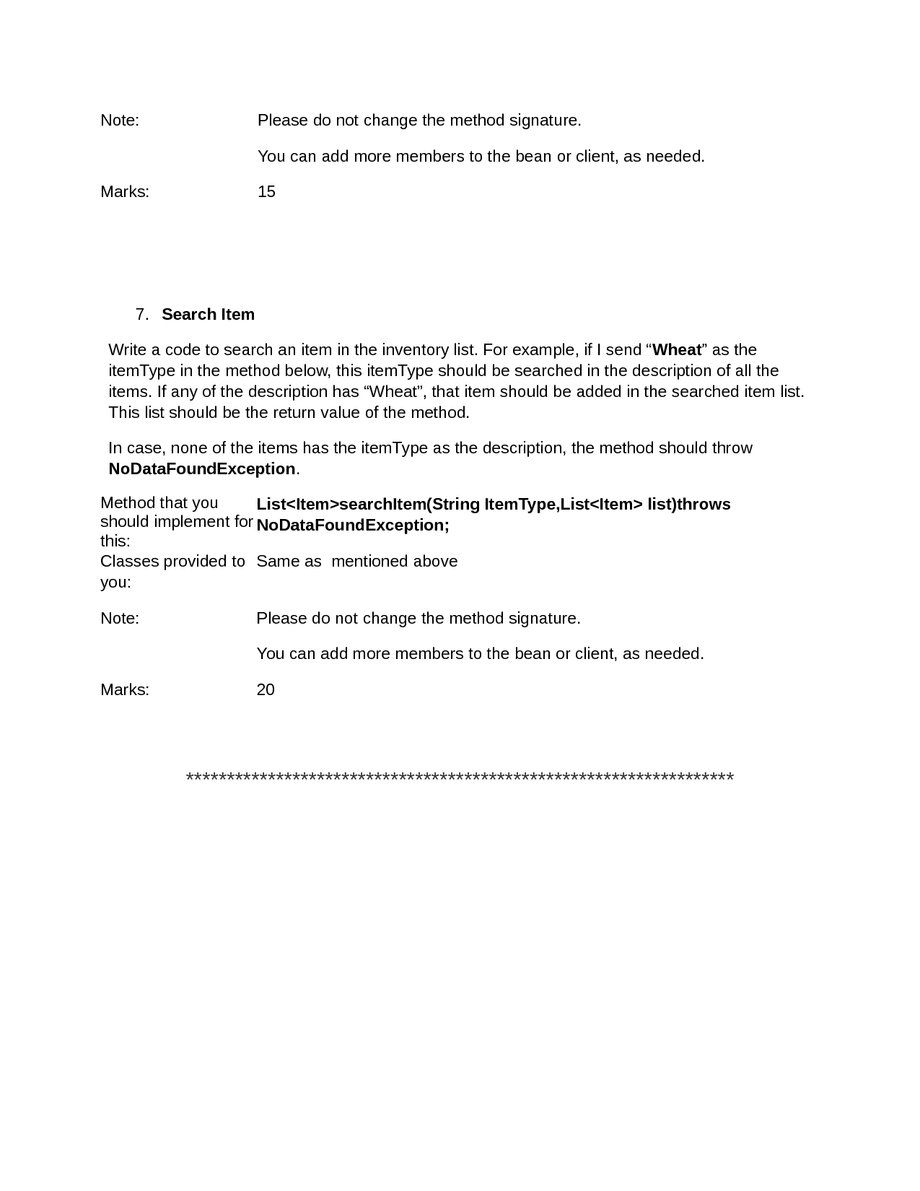 Note: Please do not change the method signature.
You can add more members to the bean or client, as needed.
Marks: 15
7. Search Item
Write a code to search an item in the inventory list. For example, if I send “Wheat” as the
itemType in the method below, this itemType should be searched in the description of all the
items. If any of the description has “Wheat”, that item should be added in the searched item list.
This list should be the return value of the method.
In case, none of the items has the itemType as the description, the method should throw
NoDataFoundException.
Method that you
should implement for
this:
List<Item>searchItem(String ItemType,List<Item> list)throws
NoDataFoundException;
Classes provided to
you:
Same as  mentioned above
Note: Please do not change the method signature.
You can add more members to the bean or client, as needed.
Marks: 20
*******************************************************************